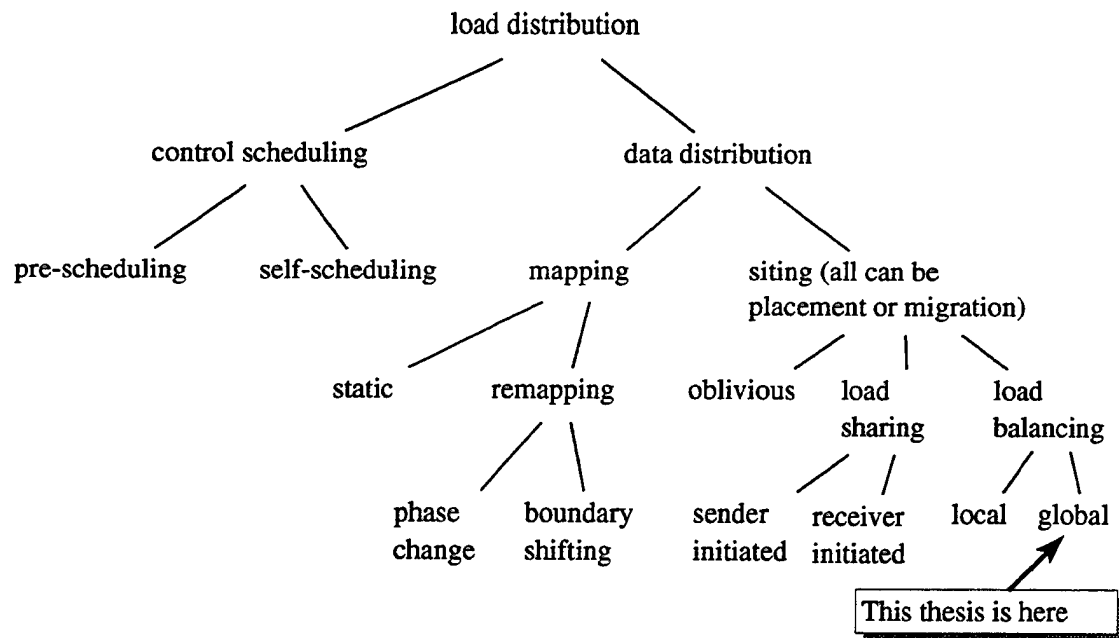 load distribution
control scheduling
data distribution
pre-scheduling
self-scheduling
mapping
siting (all can be
placement or migration)
static
remapping
oblivious
load
sharing
load
balancing
phase
change
boundary
shifting
sender
initiated
receiver
initiated
local
global
This thesis is here